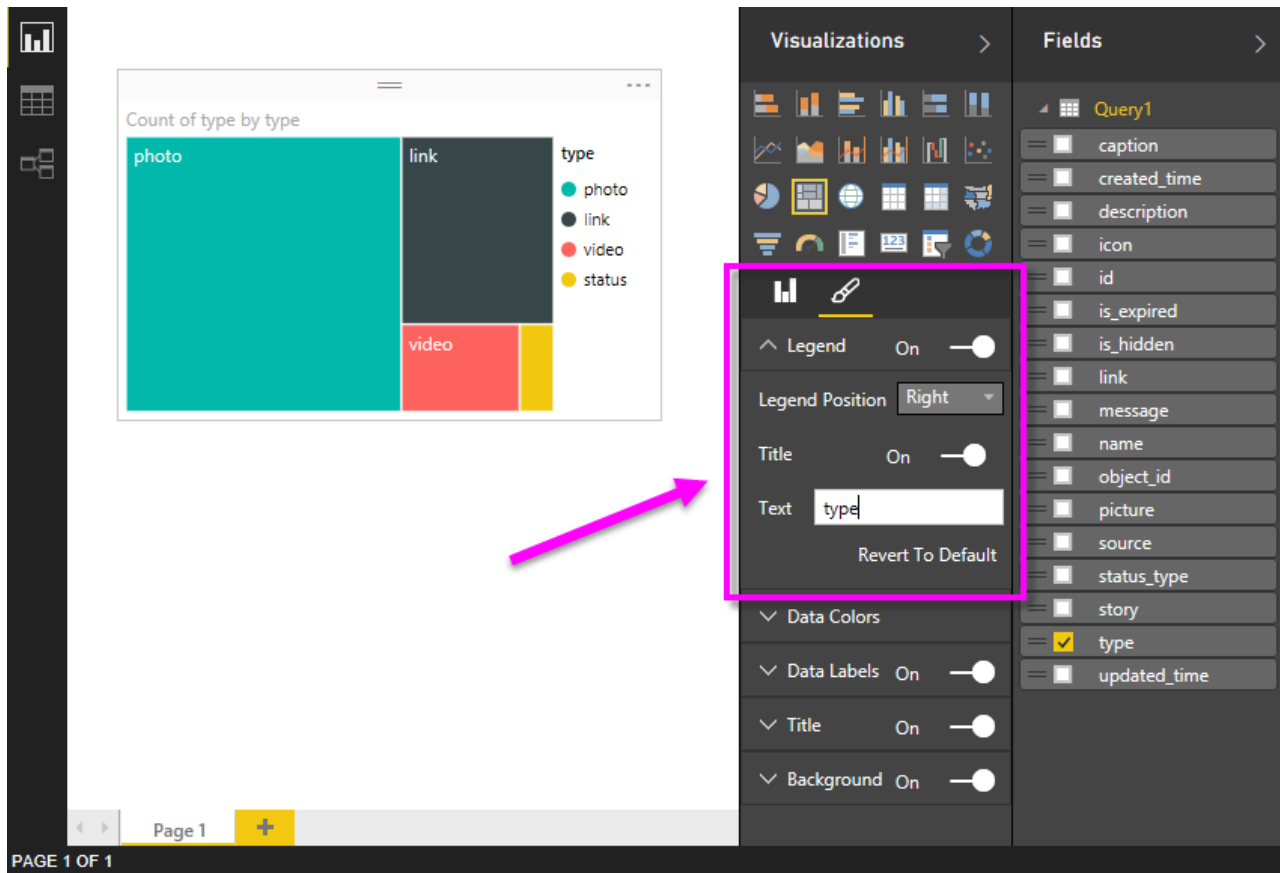 Count of type by type
photo
link
video
type
photo
link
video
status
Visualizations
123
Legend On
Legend Position Right
Title On
Text type
Revert To Default
Data Colors
Data Labels On
Title On
Background On
Fields
Query1
caption
created_time
description
icon
id
is_expired
is_hidden
link
message
name
object_id
picture
source
status_type
story
type
updated_time
Page 1
PAGE 1 OF 1